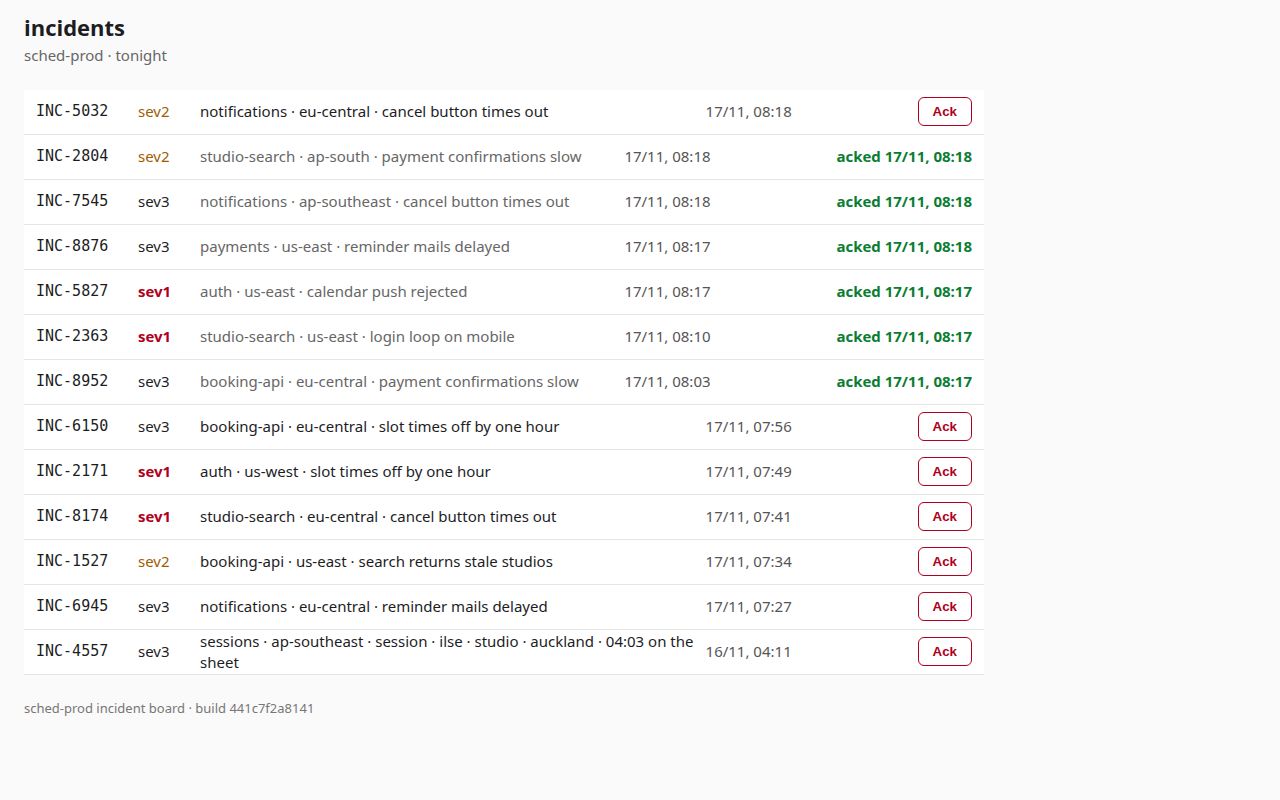 incidents
sched-prod · tonight
INC-5032 sev2 notifications · eu-central · cancel button times out 17/11, 08:18 Ack
INC-2804 sev2 studio-search · ap-south · payment confirmations slow 17/11, 08:18 acked 17/11, 08:18
INC-7545 sev3 notifications · ap-southeast · cancel button times out 17/11, 08:18 acked 17/11, 08:18
INC-8876 sev3 payments · us-east · reminder mails delayed 17/11, 08:17 acked 17/11, 08:18
INC-5827 sev1 auth · us-east · calendar push rejected 17/11, 08:17 acked 17/11, 08:17
INC-2363 sev1 studio-search · us-east · login loop on mobile 17/11, 08:10 acked 17/11, 08:17
INC-8952 sev3 booking-api · eu-central · payment confirmations slow 17/11, 08:03 acked 17/11, 08:17
INC-6150 sev3 booking-api · eu-central · slot times off by one hour 17/11, 07:56 Ack
INC-2171 sev1 auth · us-west · slot times off by one hour 17/11, 07:49 Ack
INC-8174 sev1 studio-search · eu-central · cancel button times out 17/11, 07:41 Ack
INC-1527 sev2 booking-api · us-east · search returns stale studios 17/11, 07:34 Ack
INC-6945 sev3 notifications · eu-central · reminder mails delayed 17/11, 07:27 Ack
INC-4557 sev3 sessions · ap-southeast · session · ilse · studio · auckland · 04:03 on the
sheet 16/11, 04:11 Ack
sched-prod incident board · build 441c7f2a8141